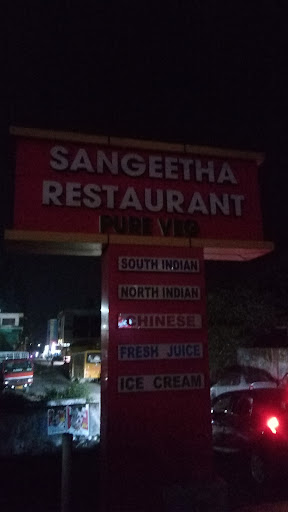 SANGEETHA
RESTAURANT
PURE VEG
SOUTH INDIAN
NORTH INDIAN
CHINESE
FRESH JUICE
ICE CREAM